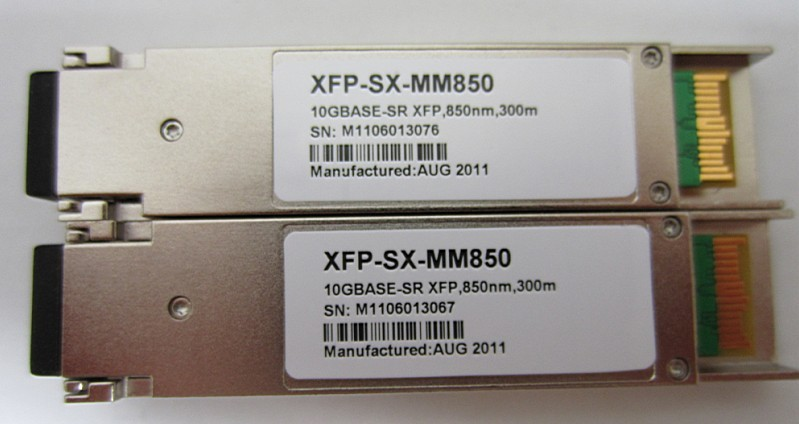 XFP-SX-MM850
10GBASE-SR XFP,850nm,300m
SN: M1106013076
Manufactured:AUG 2011
XFP-SX-MM850
10GBASE-SR XFP,850nm,300m
SN: M1106013067
Manufactured:AUG 2011